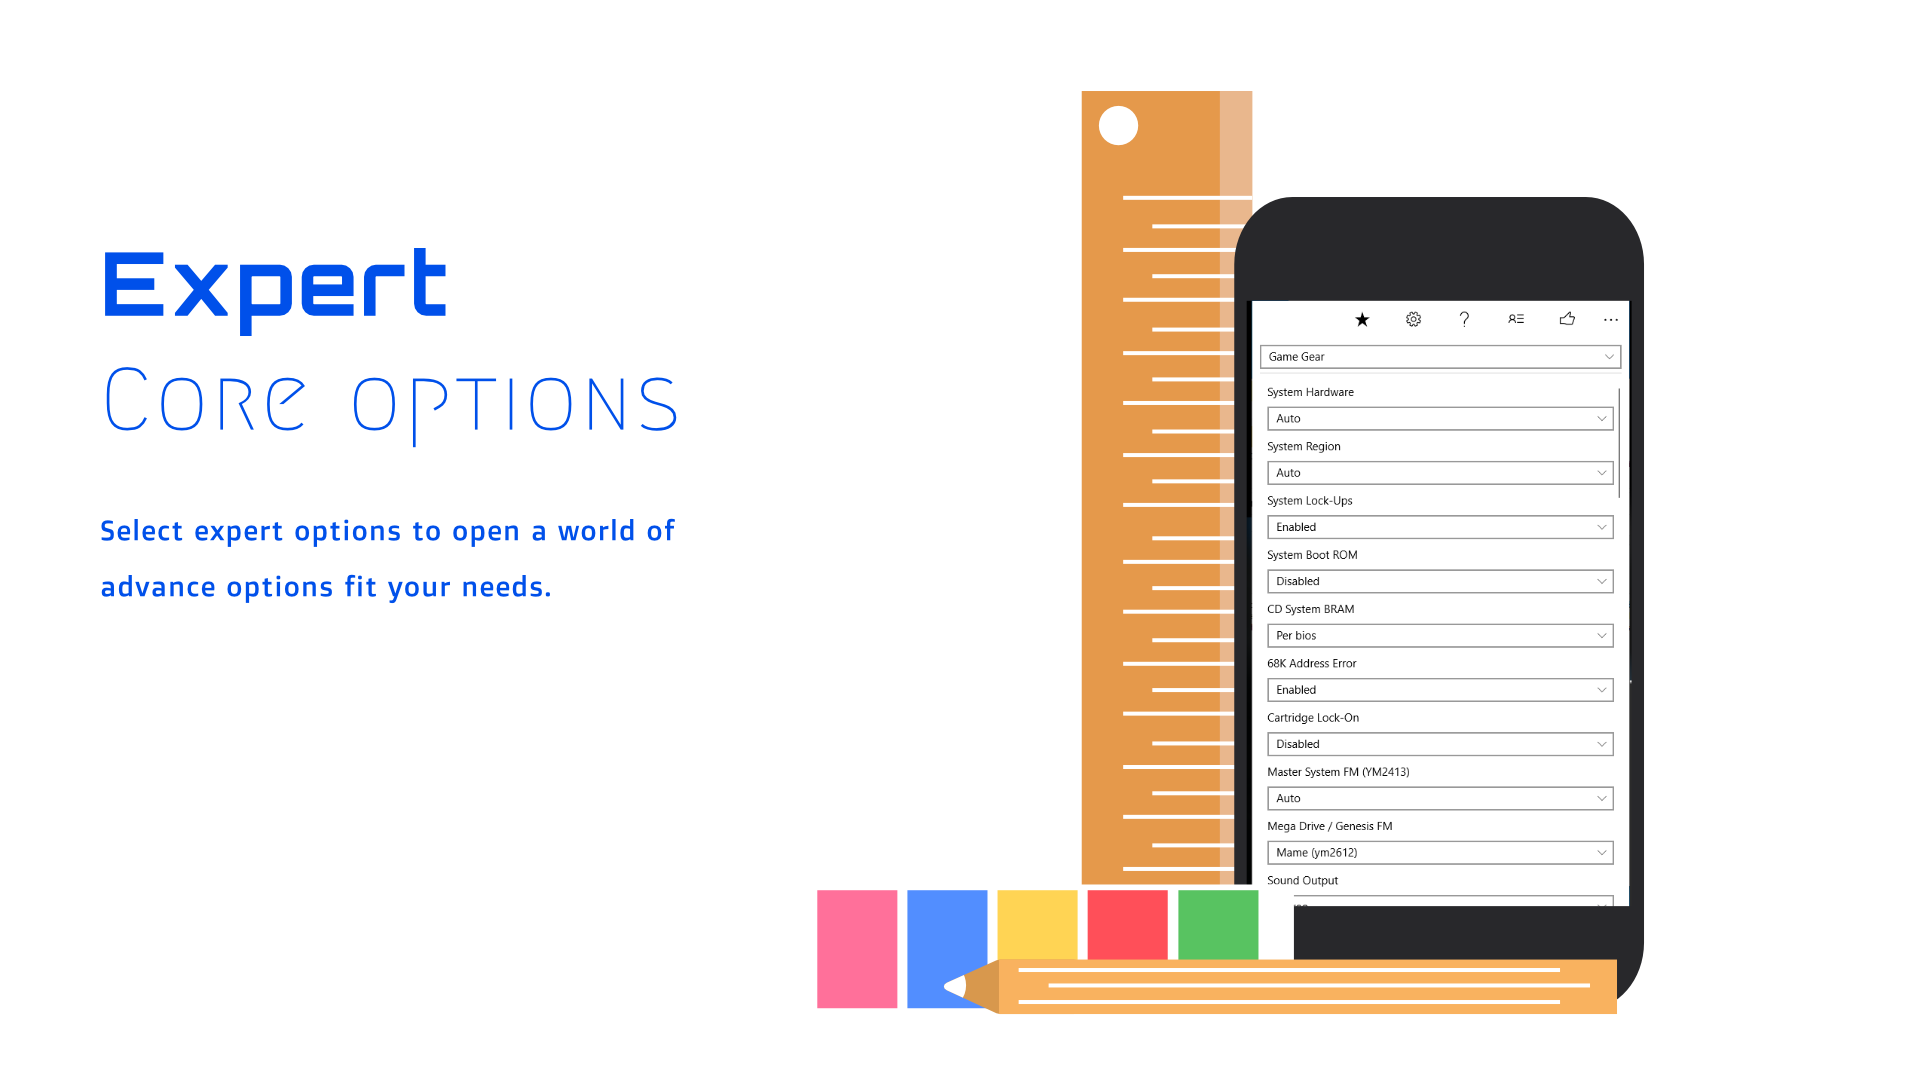 Expert
Core options
Select expert options to open a world of
advance options fit your needs.
Game Gear
System Hardware
Auto
System Region
Auto
System Lock-Ups
Enabled
System Boot ROM
Disabled
CD System BRAM
Per bios
68K Address Error
Enabled
Cartridge Lock-On
Disabled
Master System FM (YM2413)
Auto
Mega Drive / Genesis FM
Mame (ym2612)
Sound Output